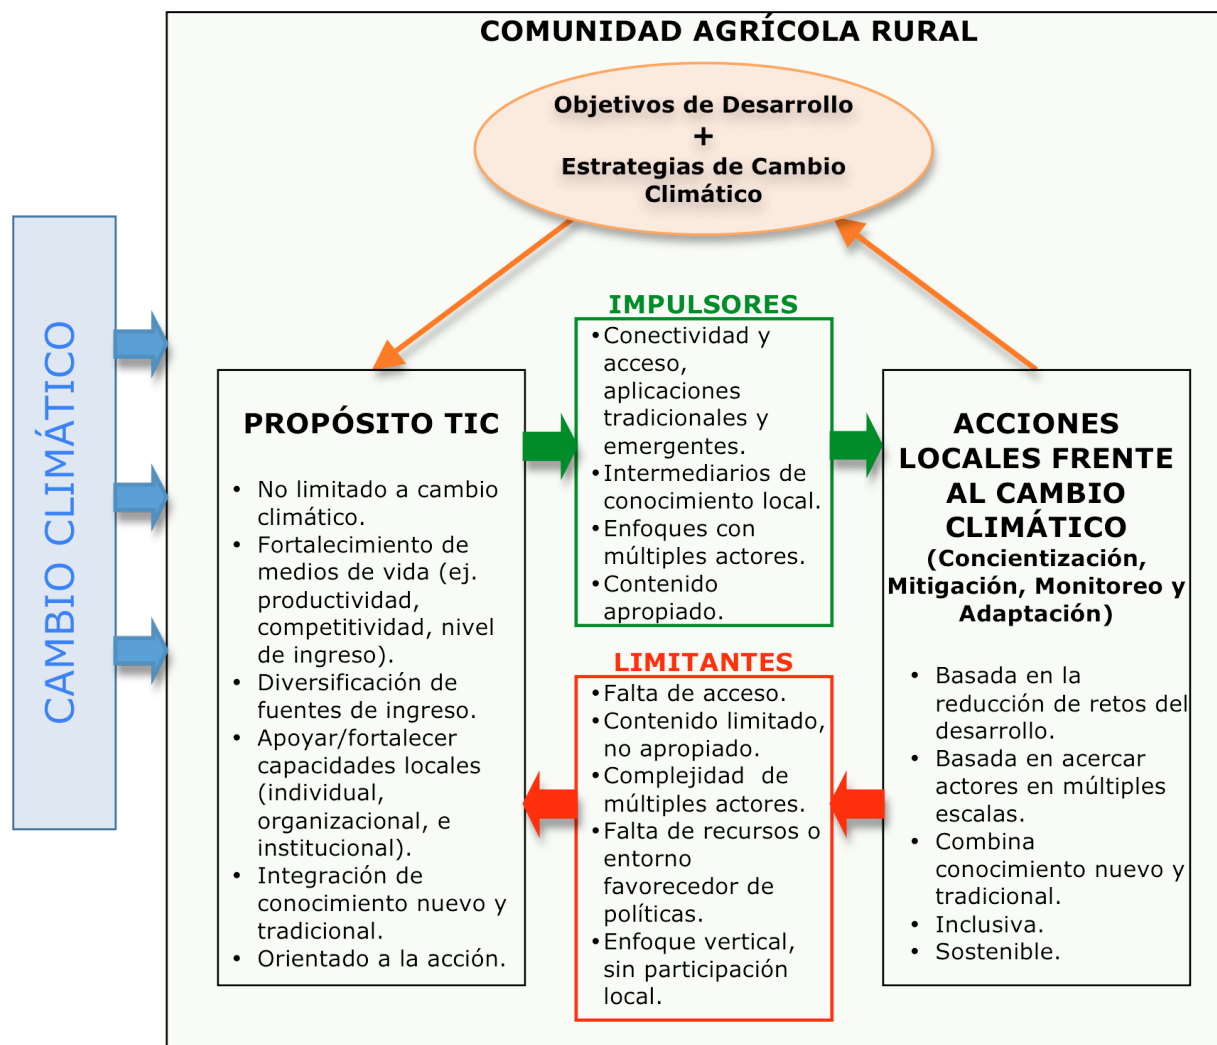 COMUNIDAD AGRÍCOLA RURAL
Objetivos de Desarrollo
+
Estrategias de Cambio
Climático
CAMBIO CLIMÁTICO
PROPÓSITO TIC
• No limitado a cambio
climático.
• Fortalecimiento de
medios de vida (ej.
productividad,
competitividad, nivel
de ingreso).
• Diversificación de
fuentes de ingreso.
• Apoyar/fortalecer
capacidades locales
(individual,
organizacional, e
institucional).
• Integración de
conocimiento nuevo y
tradicional.
• Orientado a la acción.
IMPULSORES
•Conectividad y
acceso,
aplicaciones
tradicionales y
emergentes.
•Intermediarios de
conocimiento local.
•Enfoques con
múltiples actores.
•Contenido
apropiado.
LIMITANTES
•Falta de acceso.
•Contenido limitado,
no apropiado.
•Complejidad de
múltiples actores.
•Falta de recursos o
entorno
favorecedor de
políticas.
•Enfoque vertical,
sin participación
local.
ACCIONES
LOCALES FRENTE
AL CAMBIO
CLIMÁTICO
(Concientización,
Mitigación, Monitoreo y
Adaptación)
• Basada en la
reducción de retos del
desarrollo.
• Basada en acercar
actores en múltiples
escalas.
• Combina
conocimiento nuevo y
tradicional.
• Inclusiva.
• Sostenible.